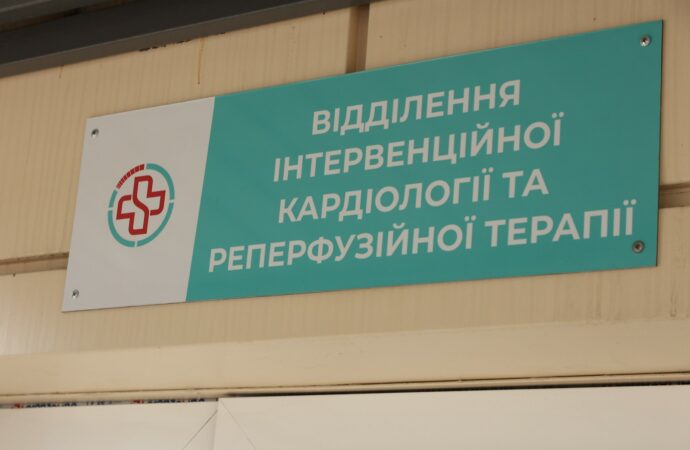 ВІДДІЛЕННЯ
ІНТЕРВЕНЦІЙНОЇ
КАРДІОЛОГІЇ ТА
РЕПЕРФУЗІЙНОЇ ТЕРАПІЇ